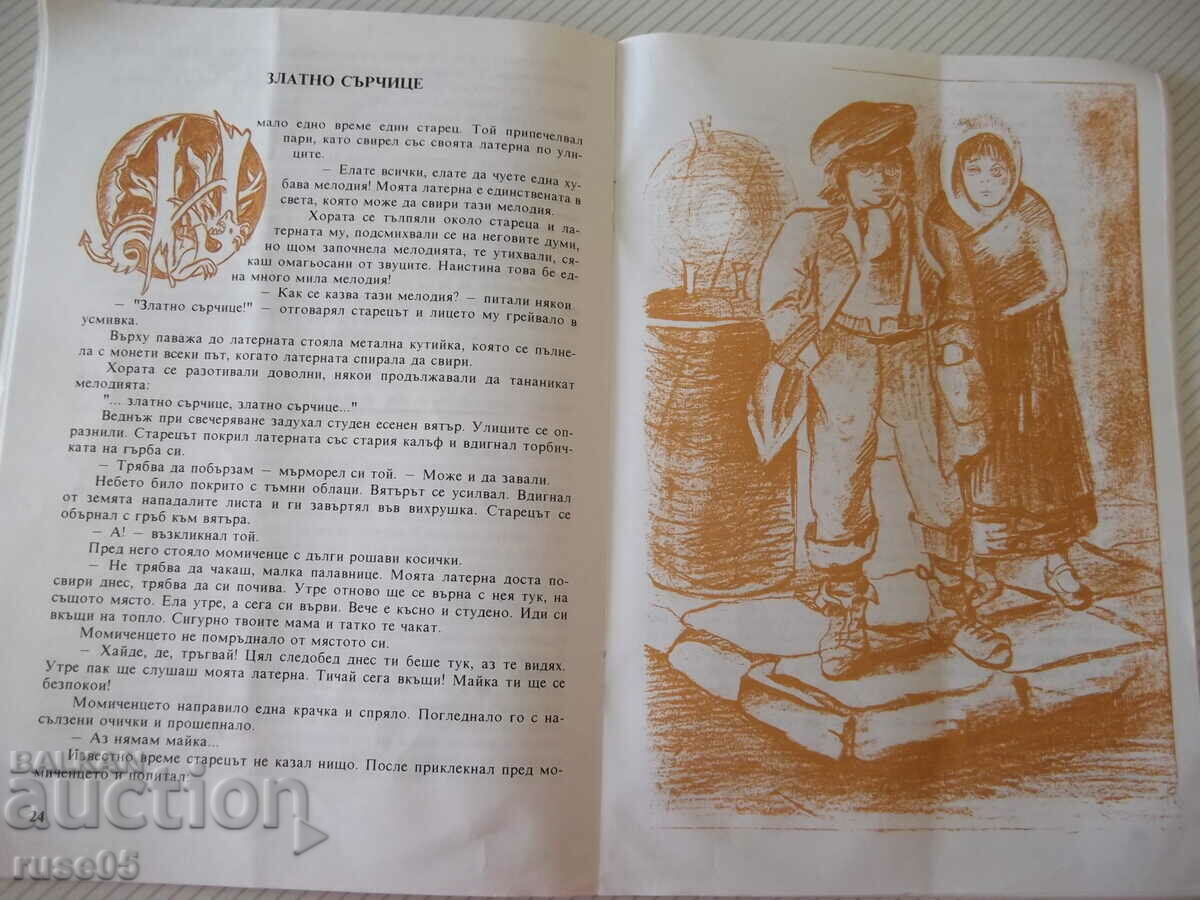 ЗЛАТНО СЪРЧИЦЕ
И
мало едно време един старец. Той припечелвал
пари, като свирел със своята латерна по ули-
ците.
– Елате всички, елате да чуете една ху-
бава мелодия! Моята латерна е единствената в
света, която може да свири тази мелодия.
Хората се тълпяли около стареца и ла-
терната му, подсмихвали се на неговите думи,
но щом започнела мелодията, те утихвали, ся-
каш омагьосани от звуците. Наистина това бе ед-
на много мила мелодия!
– Как се казва тази мелодия? – питали някои.
– "Златно сърчице!" – отговарял старецът и лицето му грейвало в
усмивка.
Върху паважа до латерната стояла метална кутийка, която се пълне-
ла с монети всеки път, когато латерната спирала да свири.
Хората се разотивали доволни, някои продължавали да тананикат
мелодията:
"... златно сърчице, златно сърчице..."
Веднъж при свечеряване задухал студен есенен вятър. Улиците се оп-
разнили. Старецът покрил латерната със стария калъф и вдигнал торбич-
ката на гърба си.
– Трябва да побързам – мърморел си той. – Може и да завали.
Небето било покрито с тъмни облаци. Вятърът се усилвал. Вдигнал
от земята нападалите листа и ги завъртял във вихрушка. Старецът се
обърнал с гръб към вятъра.
– А! – възкликнал той.
Пред него стояло момиченце с дълги рошави косички.
– Не трябва да чакаш, малка палавнице. Моята латерна доста по-
свири днес, трябва да си почива. Утре отново ще се върна с нея тук, на
същото място. Ела утре, а сега си върви. Вече е късно и студено. Иди си
вкъщи на топло. Сигурно твоите мама и татко те чакат.
Момиченцето не помръднало от мястото си.
– Хайде, де, тръгвай! Цял следобед днес ти беше тук, аз те видях.
Утре пак ще слушаш моята латерна. Тичай сега вкъщи! Майка ти ще се
безпокои!
Момиченцето направило една крачка и спряло. Погледнало го с на-
сълзени очички и прошепнало.
– Аз нямам майка...
Известно време старецът не казал нищо. После приклекнал пред мо-
миченцето и попитал:
24
BALKAN
auction
ruse05